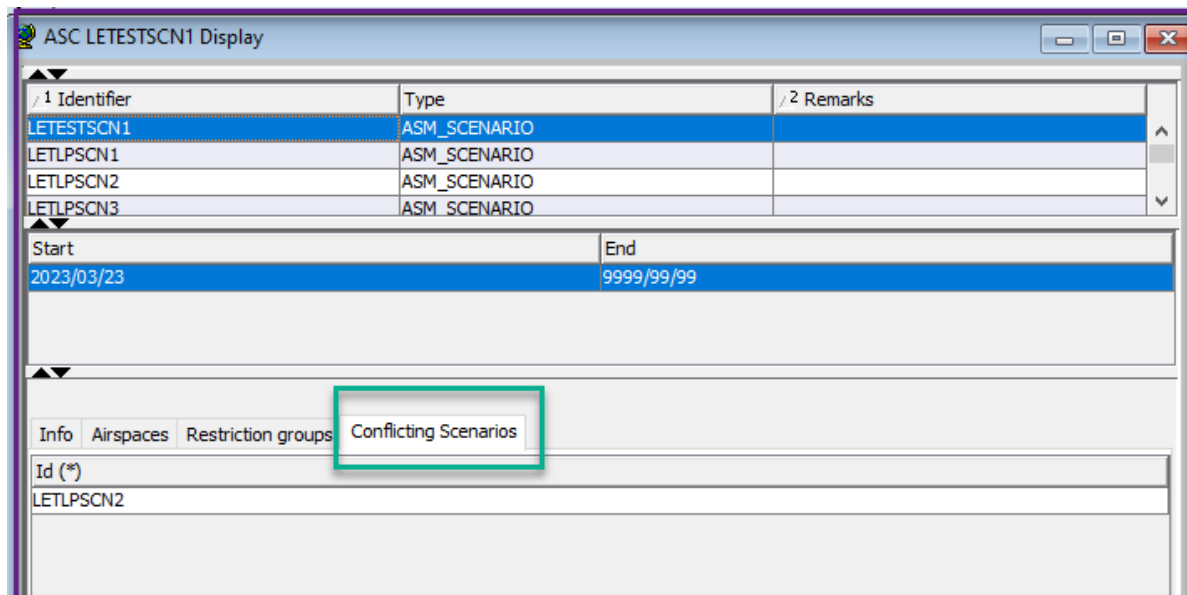 ASC LETESTSCN1 Display
1 Identifier Type 2 Remarks
LETESTSCN1 ASM_SCENARIO
LETLPSCN1 ASM_SCENARIO
LETLPSCN2 ASM_SCENARIO
LETLPSCN3 ASM_SCENARIO
Start End
2023/03/23 9999/99/99
Info Airspaces Restriction groups Conflicting Scenarios
Id (*)
LETLPSCN2